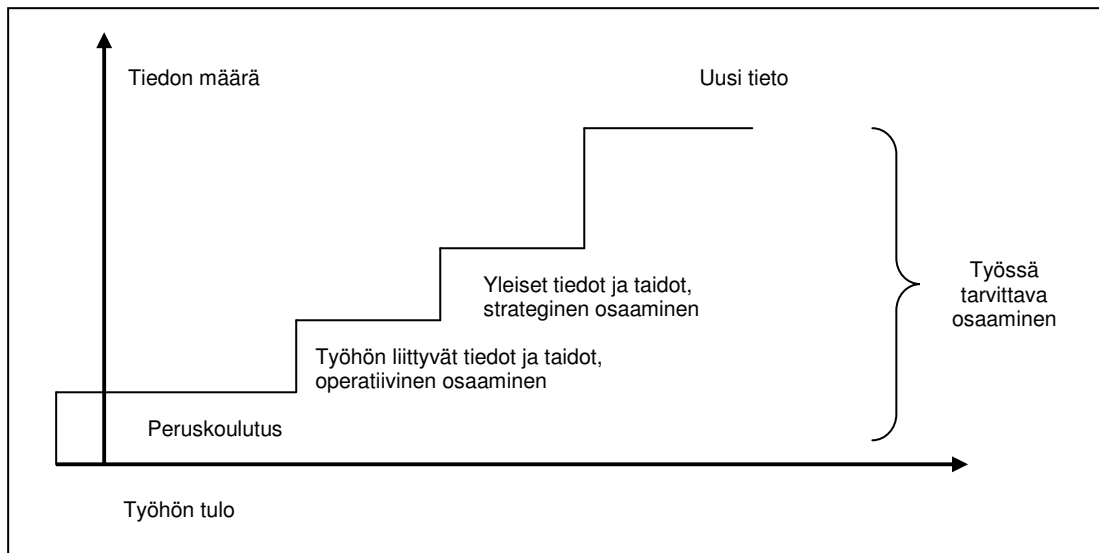 Tiedon määrä
Uusi tieto
Yleiset tiedot ja taidot,
strateginen osaaminen
Työssä
tarvittava
osaaminen
Työhön liittyvät tiedot ja taidot,
operatiivinen osaaminen
Peruskoulutus
Työhön tulo